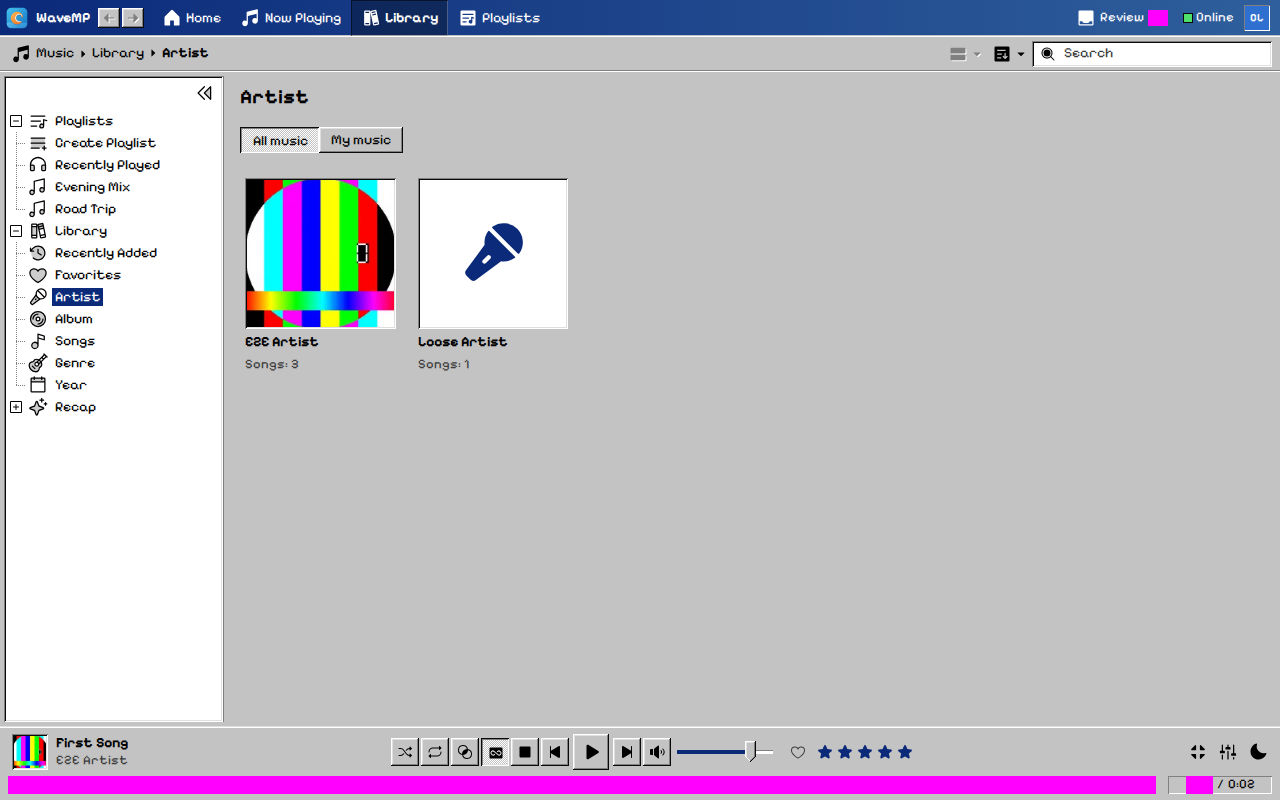 WaveMP Home Now Playing Library Playlists Review Online OL
Music Library Artist Search
Artist
All music My music
Playlists
Create Playlist
Recently Played
Evening Mix
Road Trip
Library
Recently Added
Favorites
Artist
Album
Songs
Genre
Year
Recap
E2E Artist
Songs: 3
Loose Artist
Songs: 1
First Song
E2E Artist
/ 0:02